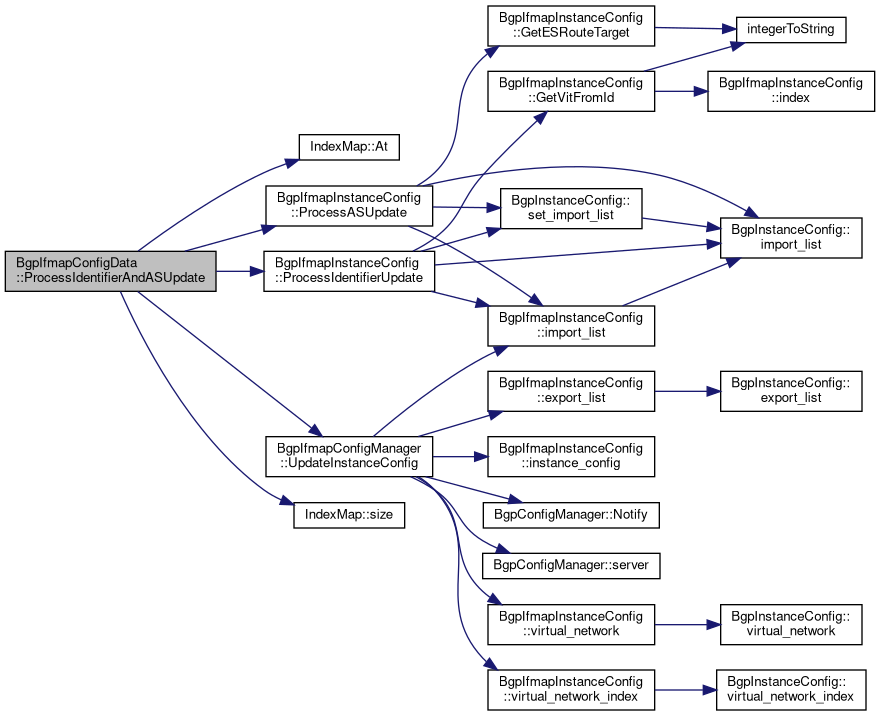 BgpIfmapConfigData
::ProcessIdentifierAndASUpdate
IndexMap::At
BgpIfmapInstanceConfig
::ProcessASUpdate
BgpIfmapInstanceConfig
::ProcessIdentifierUpdate
BgpIfmapConfigManager
::UpdateInstanceConfig
IndexMap::size
BgpIfmapInstanceConfig
::GetESRouteTarget
BgpIfmapInstanceConfig
::GetVitFromId
BgpInstanceConfig::
set_import_list
BgpIfmapInstanceConfig
::import_list
BgpIfmapInstanceConfig
::export_list
BgpIfmapInstanceConfig
::instance_config
BgpConfigManager::Notify
BgpConfigManager::server
BgpIfmapInstanceConfig
::virtual_network
BgpIfmapInstanceConfig
::virtual_network_index
integerToString
BgpIfmapInstanceConfig
::index
BgpInstanceConfig::
import_list
BgpInstanceConfig::
export_list
BgpInstanceConfig::
virtual_network
BgpInstanceConfig::
virtual_network_index